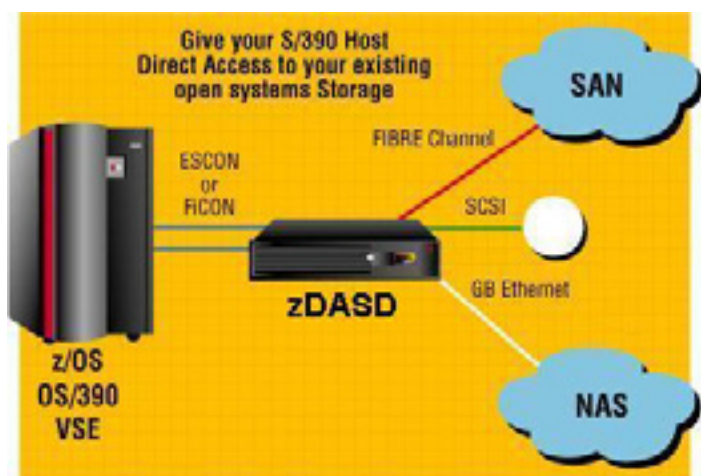 Give your S/390 Host
Direct Access to your existing
open systems Storage
SAN
FIBRE Channel
ESCON
or
FiCON
SCSI
zDASD
GB Ethernet
z/OS
OS/390
VSE
NAS